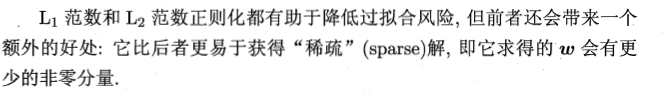 L₁ 范数和 L₂ 范数正则化都有助于降低过拟合风险, 但前者还会带来一个
额外的好处: 它比后者更易于获得“稀疏”(sparse)解, 即它求得的 w 会有更
少的非零分量.